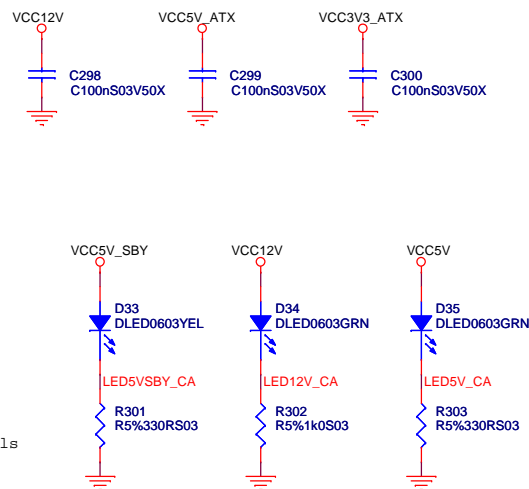 VCC12V
VCC5V_ATX
VCC3V3_ATX
C298
C100nS03V50X
C299
C100nS03V50X
C300
C100nS03V50X
VCC5V_SBY
VCC12V
VCC5V
D33
DLED0603YEL
D34
DLED0603GRN
D35
DLED0603GRN
LED5VSBY_CA
LED12V_CA
LED5V_CA
R301
R5%330RS03
R302
R5%1k0S03
R303
R5%330RS03
ls